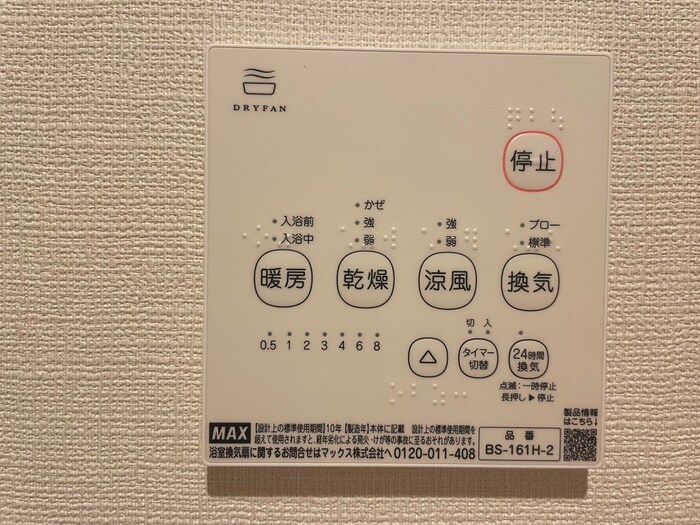 DRYFAN
停止
かぜ
入浴前 強 強 ブロー
入浴中 弱 弱 標準
暖房 乾燥 涼風 換気
切 入
0.5 1 2 3 4 6 8
△ タイマー切替 24時間換気
点滅:一時停止
長押し▶停止
製品情報
はこちら↓
MAX
【設計上の標準使用期間】10年 【製造年】本体に記載 設計上の標準使用期間を
超えて使用されますと、経年劣化による発火・けが等の事故に至るおそれがあります。
浴室換気扇に関するお問合せはマックス株式会社へ 0120-011-408
品番
BS-161H-2